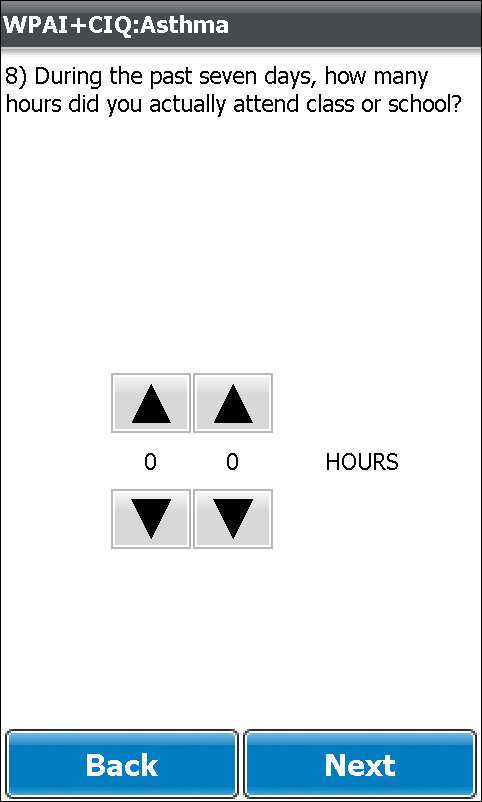 WPAI+CIQ:Asthma
8) During the past seven days, how many
hours did you actually attend class or school?
0 0 HOURS
Back Next